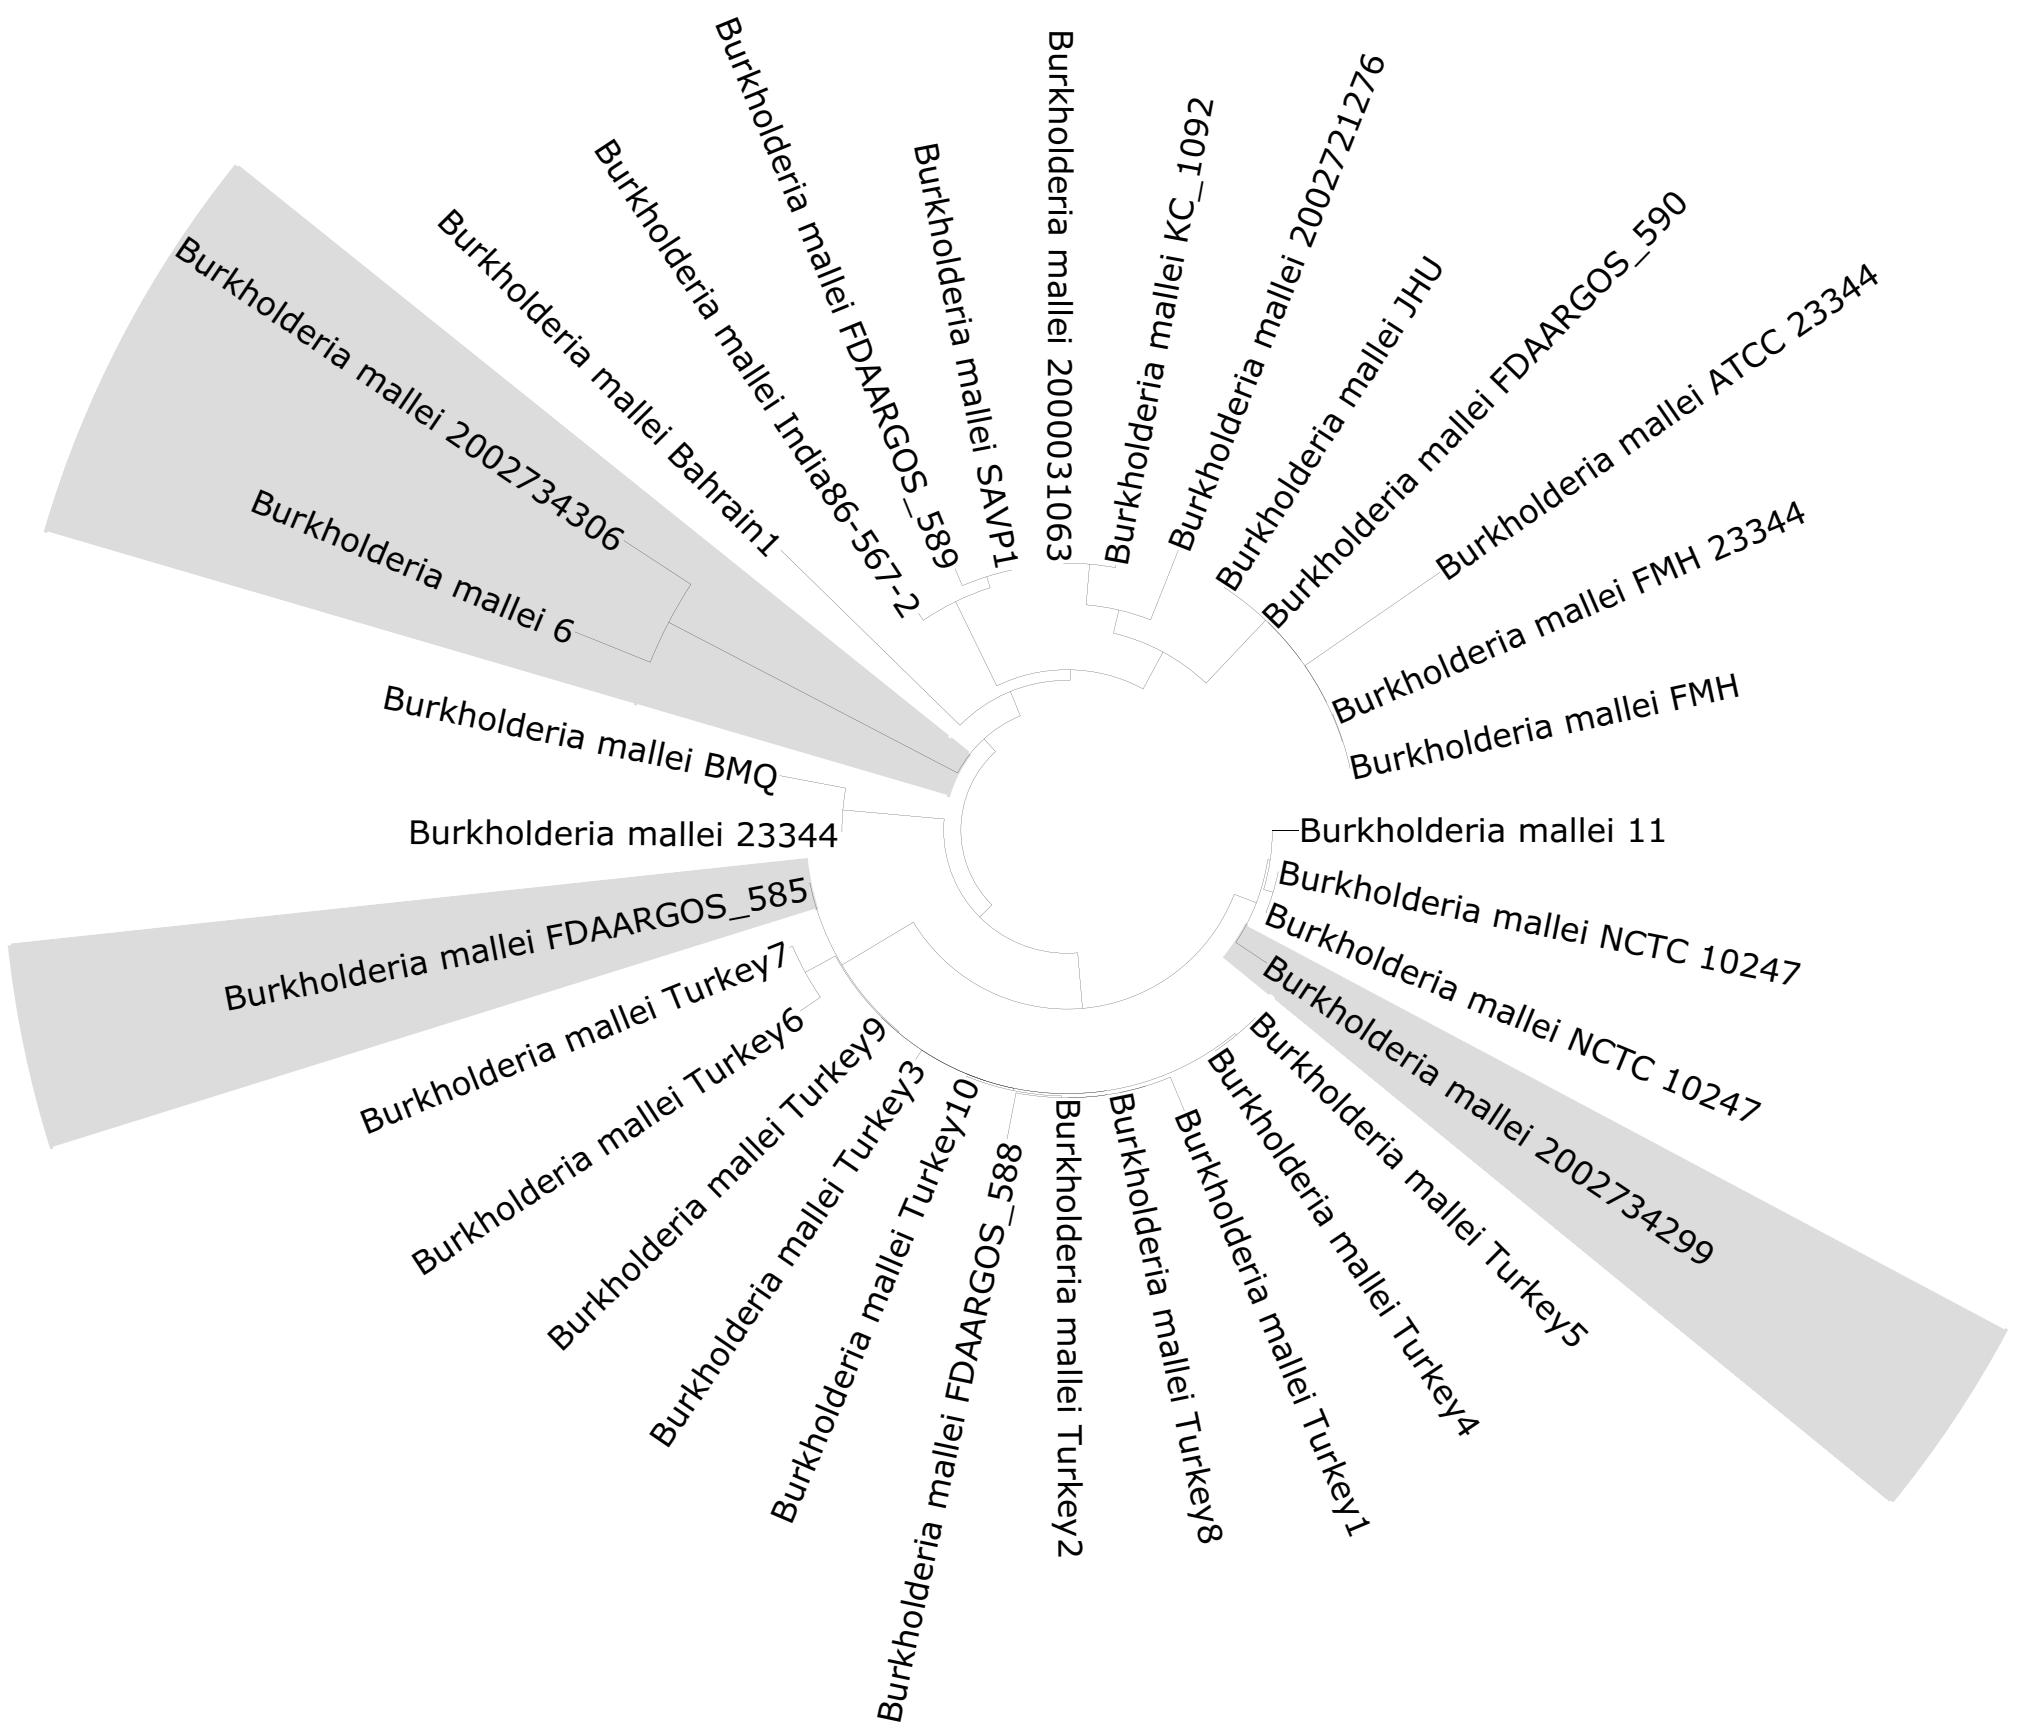 Burkholderia mallei 2000031063
Burkholderia mallei KC_1092
Burkholderia mallei 2002721276
Burkholderia mallei JHU
Burkholderia mallei FDAARGOS_590
Burkholderia mallei ATCC 23344
Burkholderia mallei FMH 23344
Burkholderia mallei FMH
Burkholderia mallei 11
Burkholderia mallei NCTC 10247
Burkholderia mallei NCTC 10247
Burkholderia mallei 2002734299
Burkholderia mallei Turkey5
Burkholderia mallei Turkey4
Burkholderia mallei Turkey1
Burkholderia mallei Turkey8
Burkholderia mallei Turkey2
Burkholderia mallei FDAARGOS_588
Burkholderia mallei Turkey10
Burkholderia mallei Turkey3
Burkholderia mallei Turkey9
Burkholderia mallei Turkey6
Burkholderia mallei Turkey7
Burkholderia mallei FDAARGOS_585
Burkholderia mallei 23344
Burkholderia mallei BMQ
Burkholderia mallei 6
Burkholderia mallei 2002734306
Burkholderia mallei Bahrain1
Burkholderia mallei India86-567-2
Burkholderia mallei FDAARGOS_589
Burkholderia mallei SAVP1